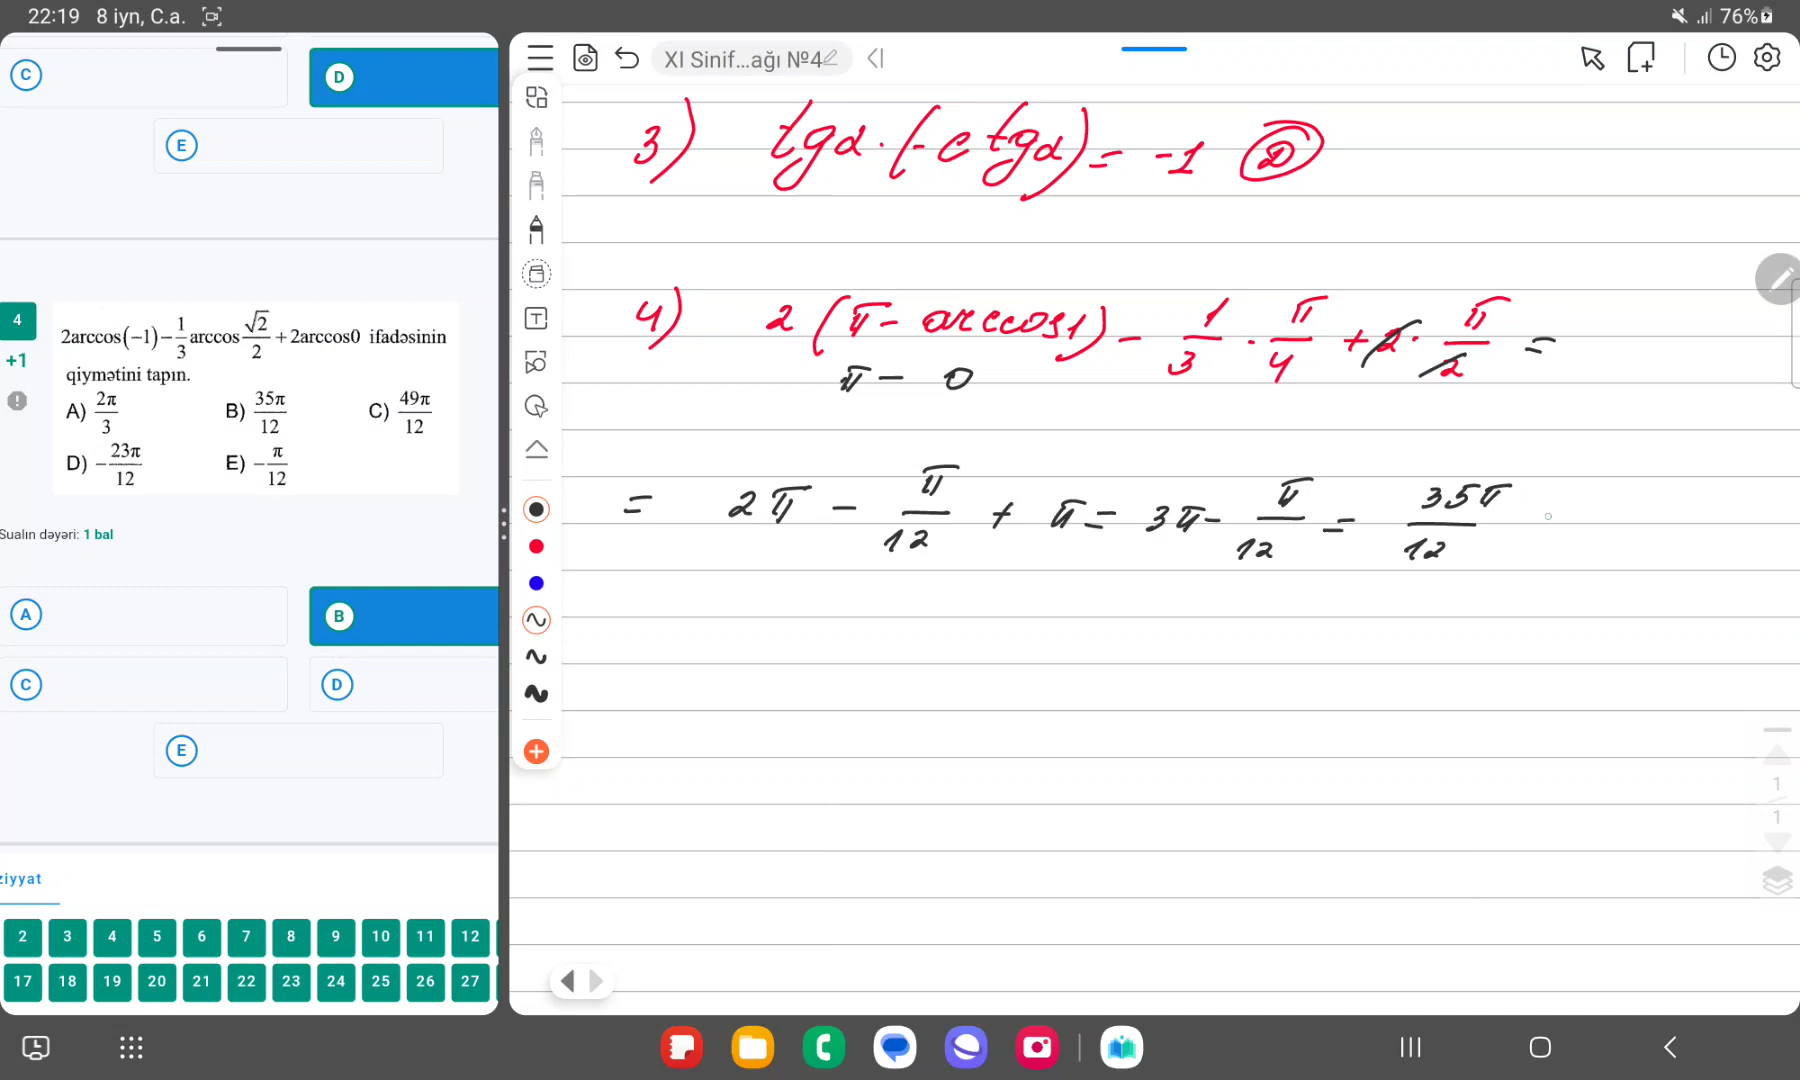 22:19 8 iyn, C.a.
76%
C
D
E
4
+1
2arccos(−1)−1/3 arccos √2/2 +2arccos0 ifadəsinin
qiymətini tapın.
A) 2π/3 B) 35π/12 C) 49π/12
D) −23π/12 E) −π/12
Sualın dəyəri: 1 bal
A
B
C
D
E
ziyyat
2 3 4 5 6 7 8 9 10 11 12
17 18 19 20 21 22 23 24 25 26 27
XI Sinif...ağı №4
T
3) tgα·(−ctgα)= −1 D
4) 2(π− arccos1)− 1/3 · π/4 +2· π/2 =
π− 0
= 2π − π/12 + π= 3π− π/12 = 35π/12
1
1